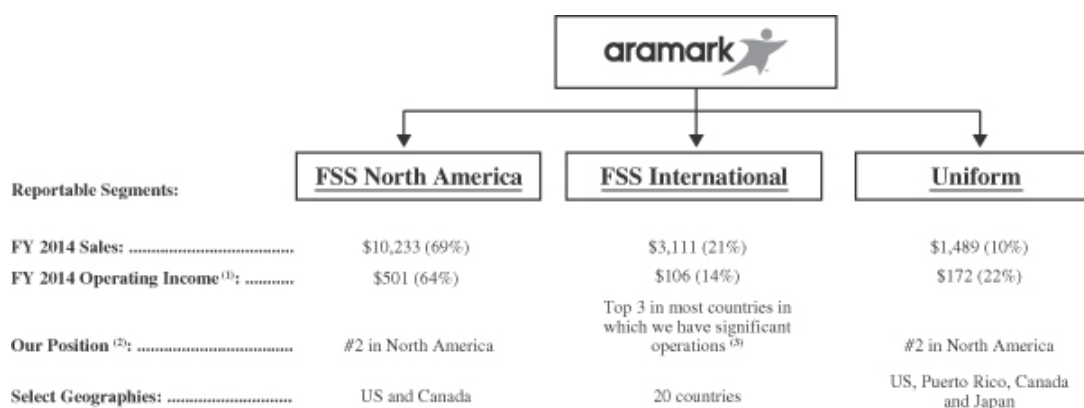 aramark
FSS North America FSS International Uniform
Reportable Segments:
FY 2014 Sales: ........................................ $10,233 (69%) $3,111 (21%) $1,489 (10%)
FY 2014 Operating Income (1): ............ $501 (64%) $106 (14%) $172 (22%)
Top 3 in most countries in
which we have significant
Our Position (2): ...................................... #2 in North America operations (3) #2 in North America
US, Puerto Rico, Canada
Select Geographies: ............................... US and Canada 20 countries and Japan